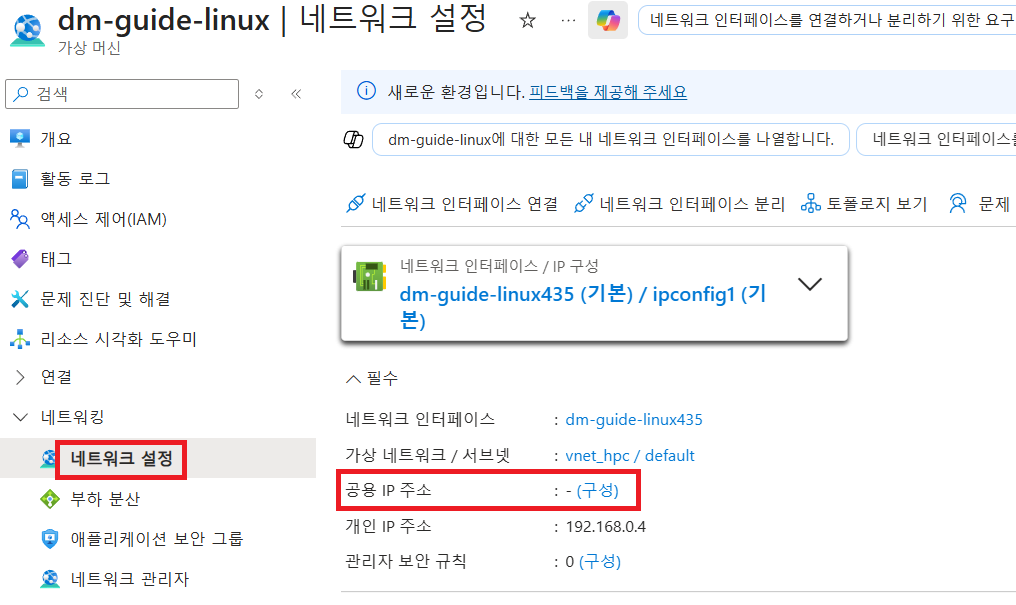 dm-guide-linux | 네트워크 설정
가상 머신
네트워크 인터페이스를 연결하거나 분리하기 위한 요구
검색
개요
활동 로그
액세스 제어(IAM)
태그
문제 진단 및 해결
리소스 시각화 도우미
연결
네트워킹
네트워크 설정
부하 분산
애플리케이션 보안 그룹
네트워크 관리자
새로운 환경입니다. 피드백을 제공해 주세요
dm-guide-linux에 대한 모든 내 네트워크 인터페이스를 나열합니다.
네트워크 인터페이스를
네트워크 인터페이스 연결
네트워크 인터페이스 분리
토폴로지 보기
문제
네트워크 인터페이스 / IP 구성
dm-guide-linux435 (기본) / ipconfig1 (기
본)
필수
네트워크 인터페이스 : dm-guide-linux435
가상 네트워크 / 서브넷 : vnet_hpc / default
공용 IP 주소 : - (구성)
개인 IP 주소 : 192.168.0.4
관리자 보안 규칙 : 0 (구성)